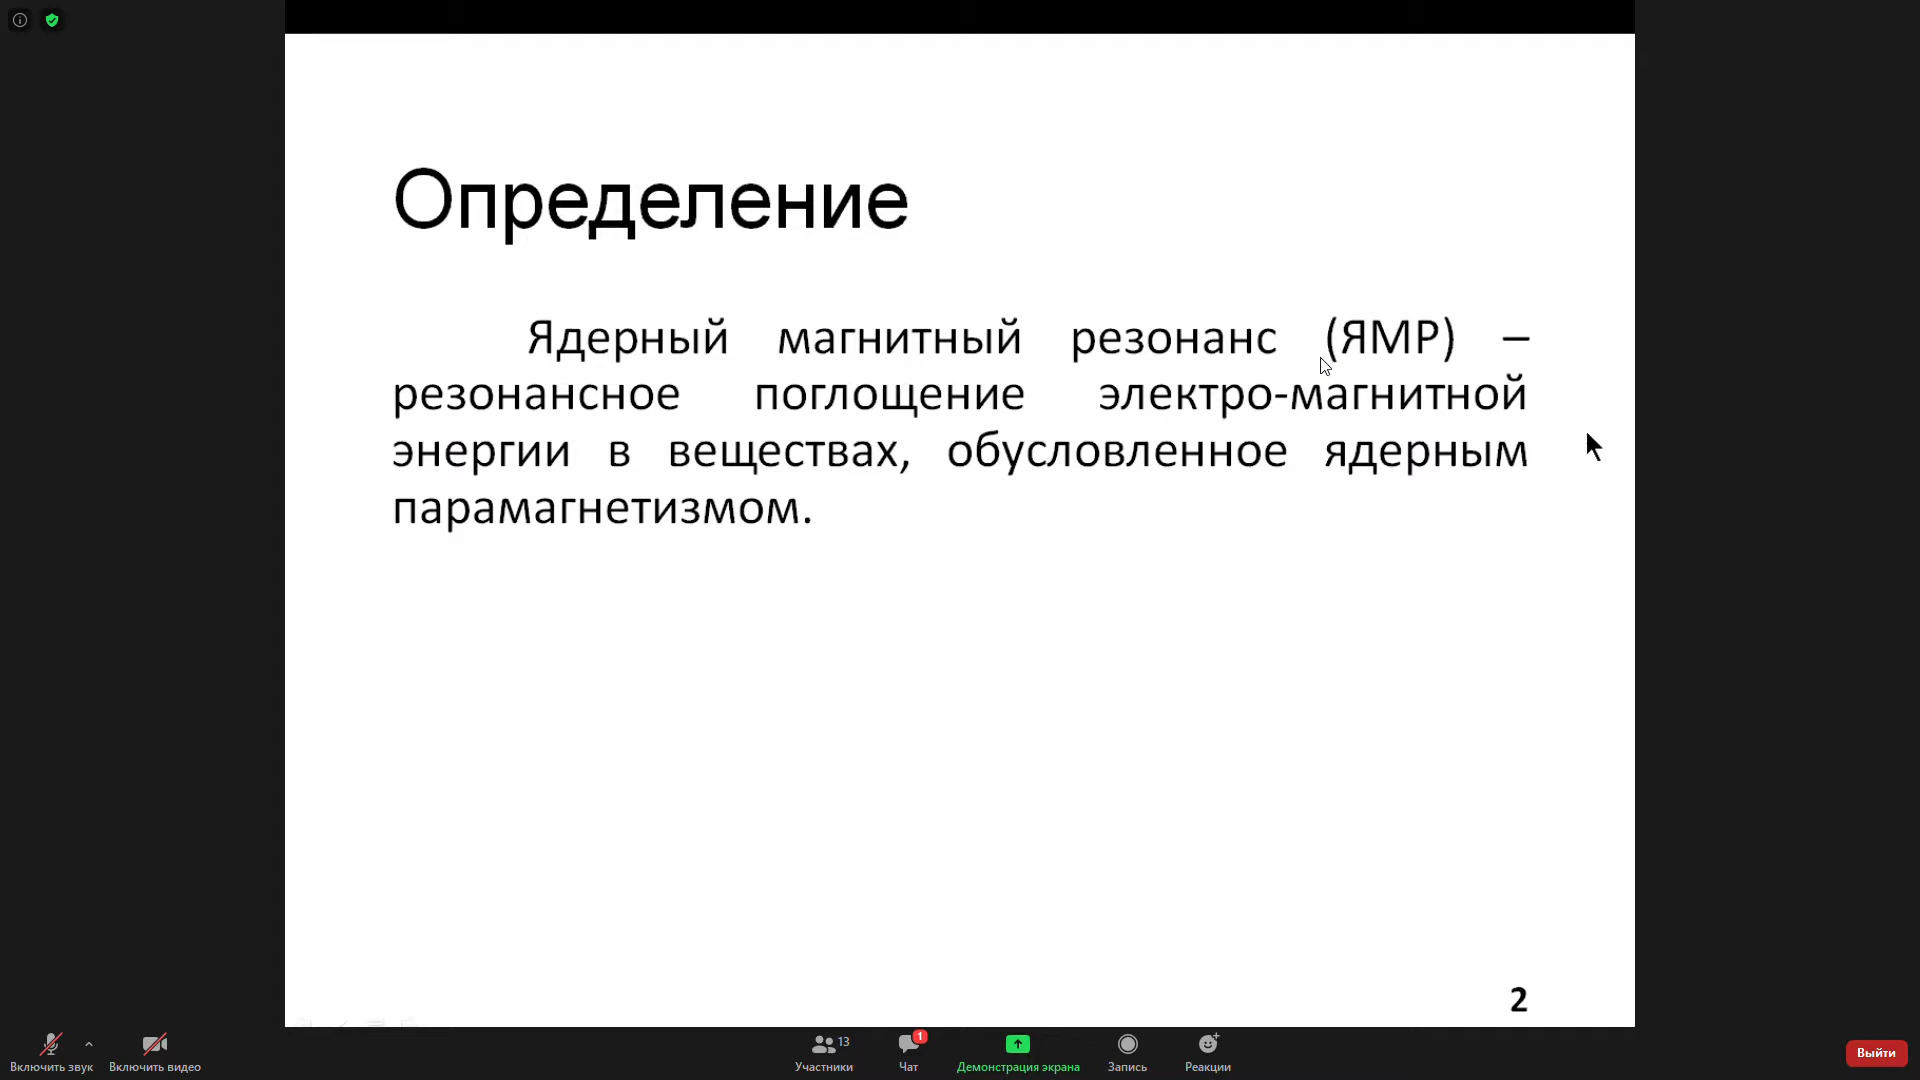 Определение
Ядерный магнитный резонанс (ЯМР) –
резонансное поглощение электро-магнитной
энергии в веществах, обусловленное ядерным
парамагнетизмом.
2
Включить звук
Включить видео
13
Участники
1
Чат
Демонстрация экрана
Запись
Реакции
Выйти